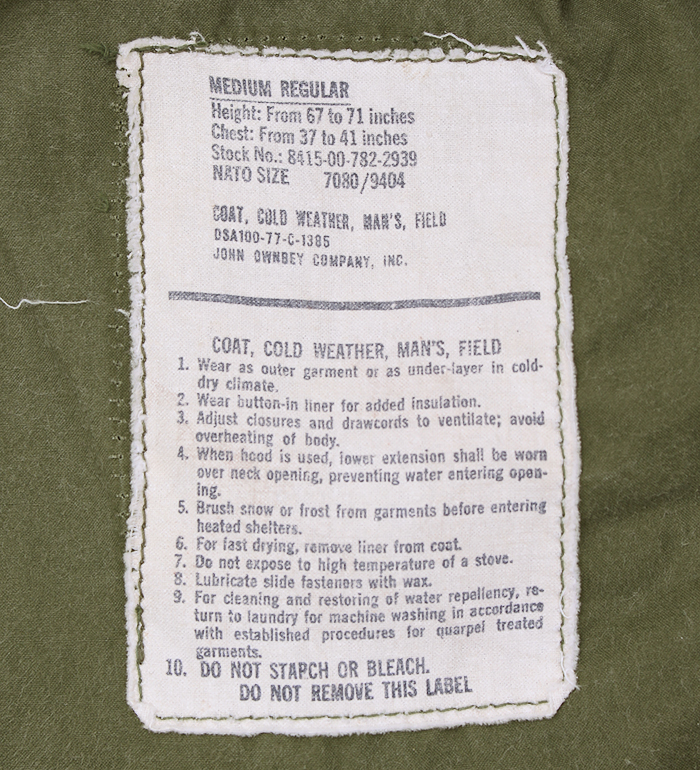 MEDIUM REGULAR
Height: From 67 to 71 inches
Chest: From 37 to 41 inches
Stock No.: 8415-00-782-2939
NATO SIZE 7080/9404
COAT, COLD WEATHER, MAN'S, FIELD
DSA100-77-C-1385
JOHN OWNBEY COMPANY, INC.
COAT, COLD WEATHER, MAN'S, FIELD
1. Wear as outer garment or as under-layer in cold-
dry climate.
2. Wear button-in liner for added insulation.
3. Adjust closures and drawcords to ventilate; avoid
overheating of body.
4. When hood is used, lower extension shall be worn
over neck opening, preventing water entering open-
ing.
5. Brush snow or frost from garments before entering
heated shelters.
6. For fast drying, remove liner from coat.
7. Do not expose to high temperature of a stove.
8. Lubricate slide fasteners with wax.
9. For cleaning and restoring of water repellency, re-
turn to laundry for machine washing in accordance
with established procedures for quarpel treated
garments.
10. DO NOT STARCH OR BLEACH.
DO NOT REMOVE THIS LABEL